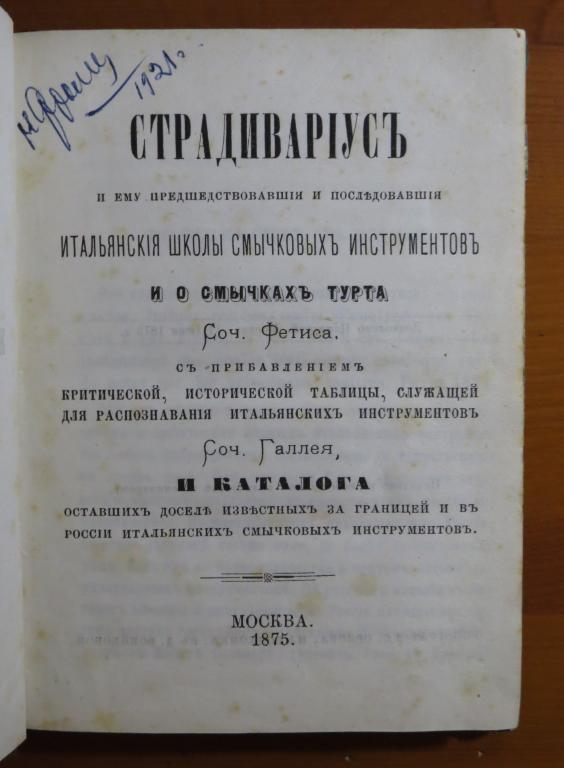 1921 г.
СТРАДИВАРІУСЪ
И ЕМУ ПРЕДШЕДСТВОВАВШІЯ И ПОСЛѢДОВАВШІЯ
ИТАЛЬЯНСКІЯ ШКОЛЫ СМЫЧКОВЫХЪ ИНСТРУМЕНТОВЪ
И О СМЫЧКАХЪ ТУРТА
Соч. Фетиса,
СЪ ПРИБАВЛЕНІЕМЪ
КРИТИЧЕСКОЙ, ИСТОРИЧЕСКОЙ ТАБЛИЦЫ, СЛУЖАЩЕЙ
ДЛЯ РАСПОЗНАВАНІЯ ИТАЛЬЯНСКИХЪ ИНСТРУМЕНТОВЪ
Соч. Галлея,
И КАТАЛОГА
ОСТАВШИХЪ ДОСЕЛѢ ИЗВѢСТНЫХЪ ЗА ГРАНИЦЕЙ И ВЪ
РОССІИ ИТАЛЬЯНСКИХЪ СМЫЧКОВЫХЪ ИНСТРУМЕНТОВЪ.
МОСКВА.
1875.